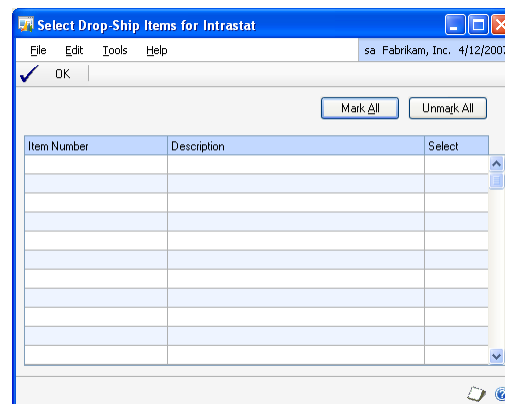 Select Drop-Ship Items for Intrastat
File Edit Tools Help sa Fabrikam, Inc. 4/12/2007
OK
Mark All Unmark All
Item Number Description Select